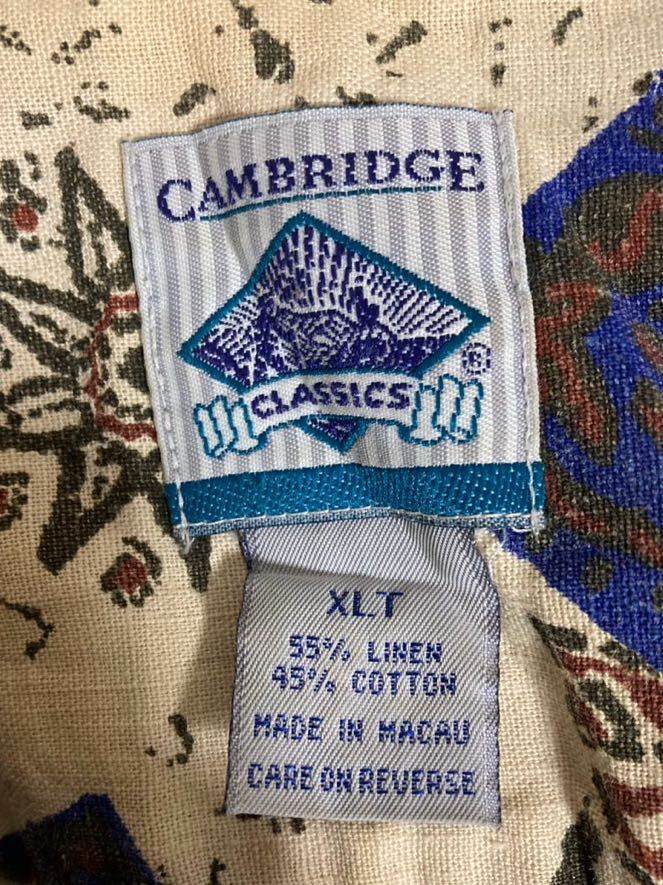 CAMBRIDGE
®
CLASSICS
XLT
55% LINEN
45% COTTON
MADE IN MACAU
CARE ON REVERSE